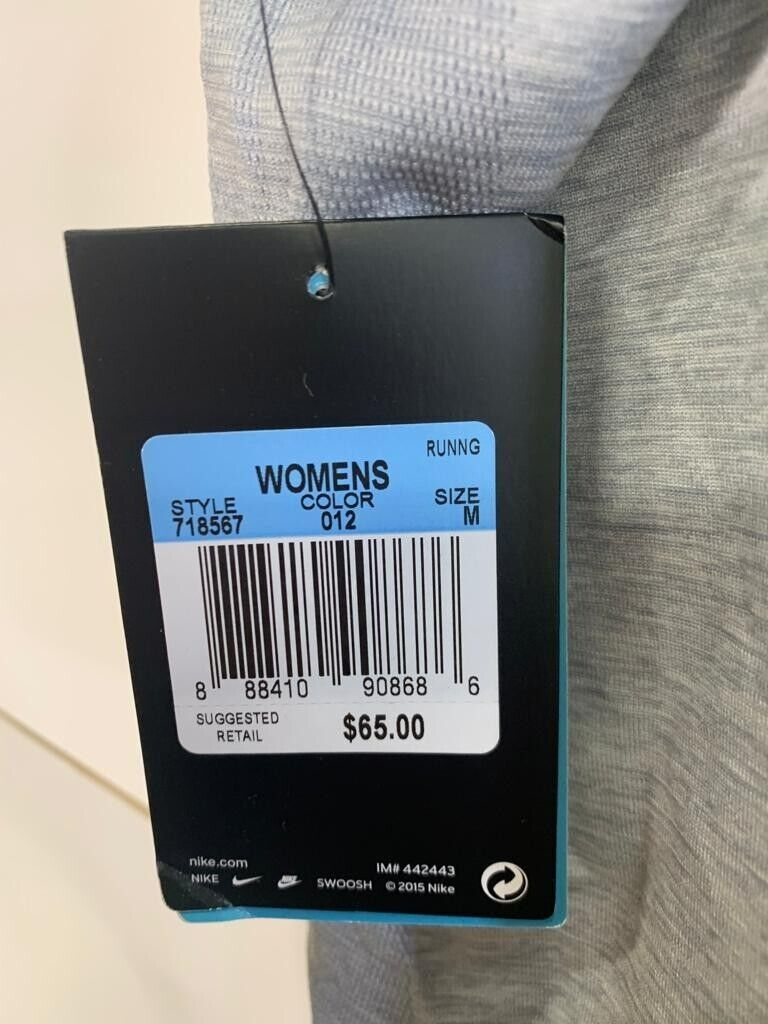 RUNNG
WOMENS
STYLE COLOR SIZE
718567 012 M
8 88410 90868 6
SUGGESTED
RETAIL $65.00
nike.com
IM# 442443
NIKE SWOOSH © 2015 Nike